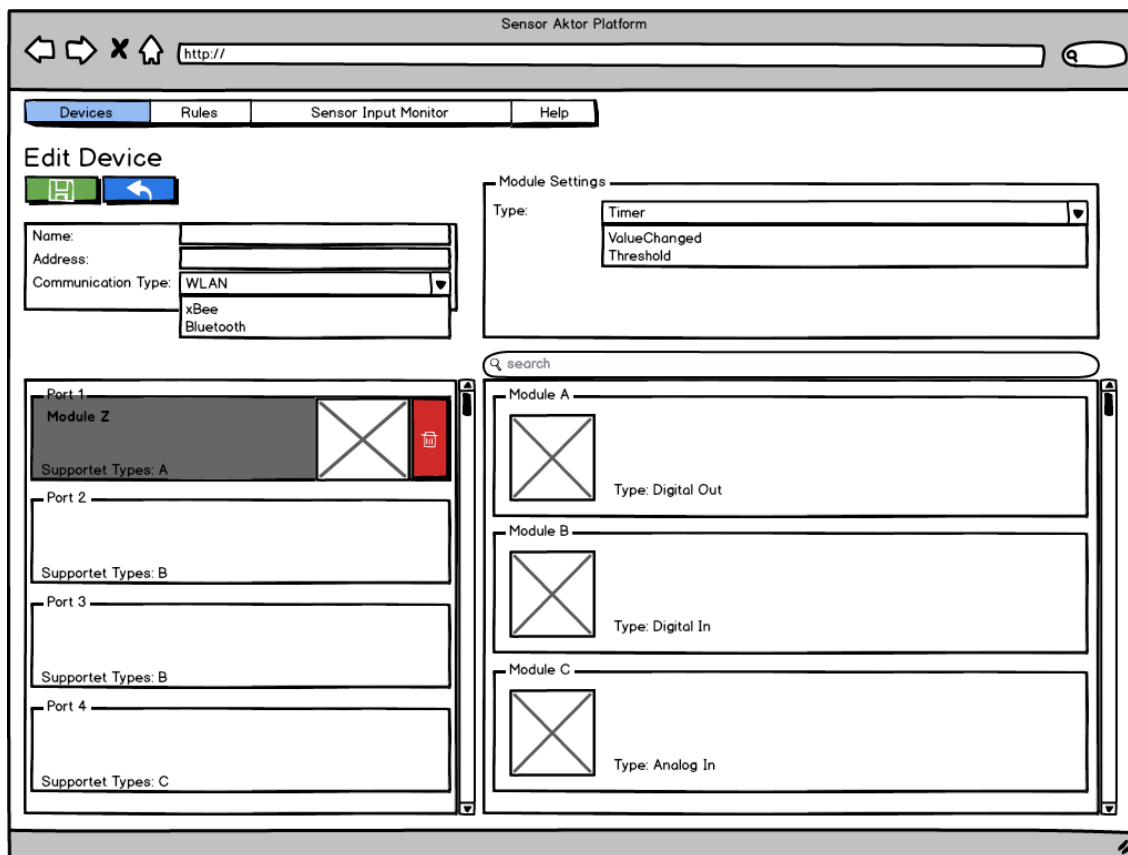 Sensor Aktor Platform
http://
Devices Rules Sensor Input Monitor Help
Edit Device
Name:
Address:
Communication Type: WLAN
xBee
Bluetooth
Module Settings
Type: Timer
ValueChanged
Threshold
search
Port 1
Module Z
Supportet Types: A
Port 2
Supportet Types: B
Port 3
Supportet Types: B
Port 4
Supportet Types: C
Module A
Type: Digital Out
Module B
Type: Digital In
Module C
Type: Analog In